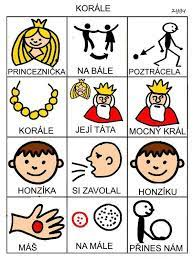 KORÁLE
PRINCEZNIČKA NA BÁLE POZTRÁCELA
KORÁLE JEJÍ TÁTA MOCNÝ KRÁL
HONZÍKA SI ZAVOLAL HONZÍKU
MÁŠ NA MÁLE PŘINES NÁM